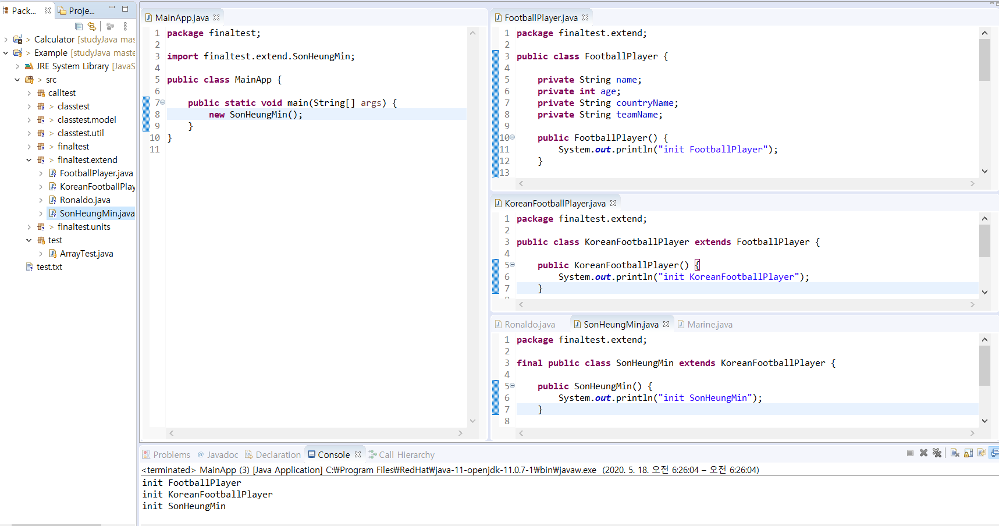 Pack...
Proje...
> Calculator [studyJava mas
> Example [studyJava maste
JRE System Library [JavaS
> src
calltest
> classtest
> classtest.model
> classtest.util
> finaltest
> finaltest.extend
FootballPlayer.java
KoreanFootballPlay
Ronaldo.java
SonHeungMin.java
> finaltest.units
test
ArrayTest.java
test.txt
MainApp.java
1 package finaltest;
2
3 import finaltest.extend.SonHeungMin;
4
5 public class MainApp {
6
7 public static void main(String[] args) {
8 new SonHeungMin();
9 }
10 }
11
FootballPlayer.java
1 package finaltest.extend;
2
3 public class FootballPlayer {
4
5 private String name;
6 private int age;
7 private String countryName;
8 private String teamName;
9
10 public FootballPlayer() {
11 System.out.println("init FootballPlayer");
12 }
13
KoreanFootballPlayer.java
1 package finaltest.extend;
2
3 public class KoreanFootballPlayer extends FootballPlayer {
4
5 public KoreanFootballPlayer() {
6 System.out.println("init KoreanFootballPlayer");
7 }
Ronaldo.java SonHeungMin.java Marine.java
1 package finaltest.extend;
2
3 final public class SonHeungMin extends KoreanFootballPlayer {
4
5 public SonHeungMin() {
6 System.out.println("init SonHeungMin");
7 }
8
Problems @ Javadoc Declaration Console Call Hierarchy
<terminated> MainApp (3) [Java Application] C:₩Program Files₩RedHat₩java-11-openjdk-11.0.7-1₩bin₩javaw.exe (2020. 5. 18. 오전 6:26:04 – 오전 6:26:04)
init FootballPlayer
init KoreanFootballPlayer
init SonHeungMin